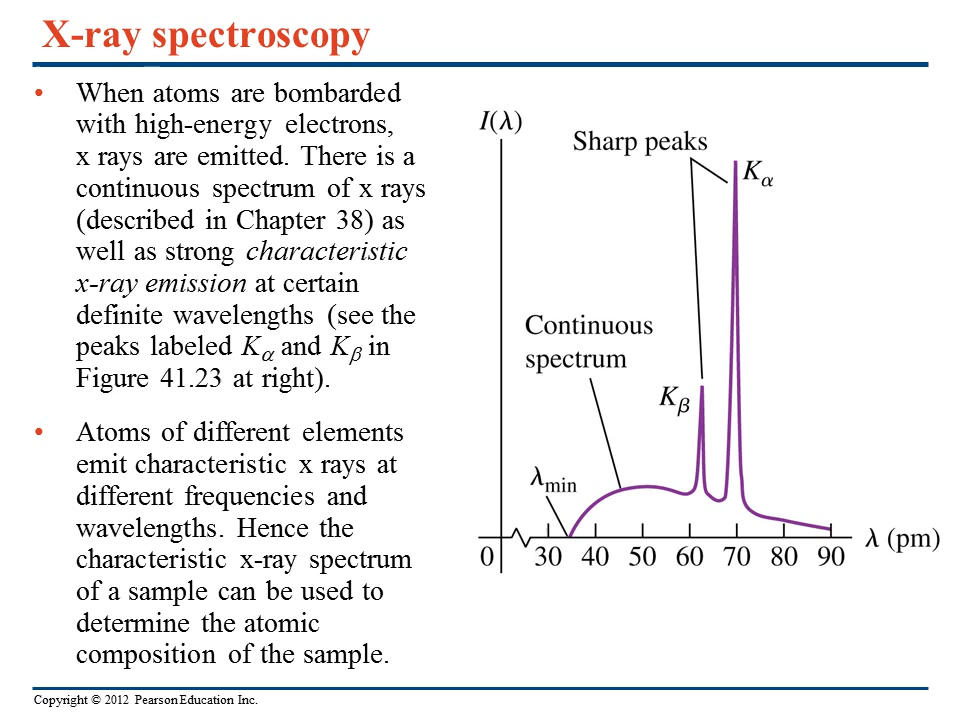 X-ray spectroscopy
• When atoms are bombarded
with high-energy electrons,
x rays are emitted. There is a
continuous spectrum of x rays
(described in Chapter 38) as
well as strong characteristic
x-ray emission at certain
definite wavelengths (see the
peaks labeled Kα and Kβ in
Figure 41.23 at right).
• Atoms of different elements
emit characteristic x rays at
different frequencies and
wavelengths. Hence the
characteristic x-ray spectrum
of a sample can be used to
determine the atomic
composition of the sample.
I(λ)
Sharp peaks
Kα
Continuous
spectrum
Kβ
λmin
λ (pm)
0 30 40 50 60 70 80 90
Copyright © 2012 Pearson Education Inc.